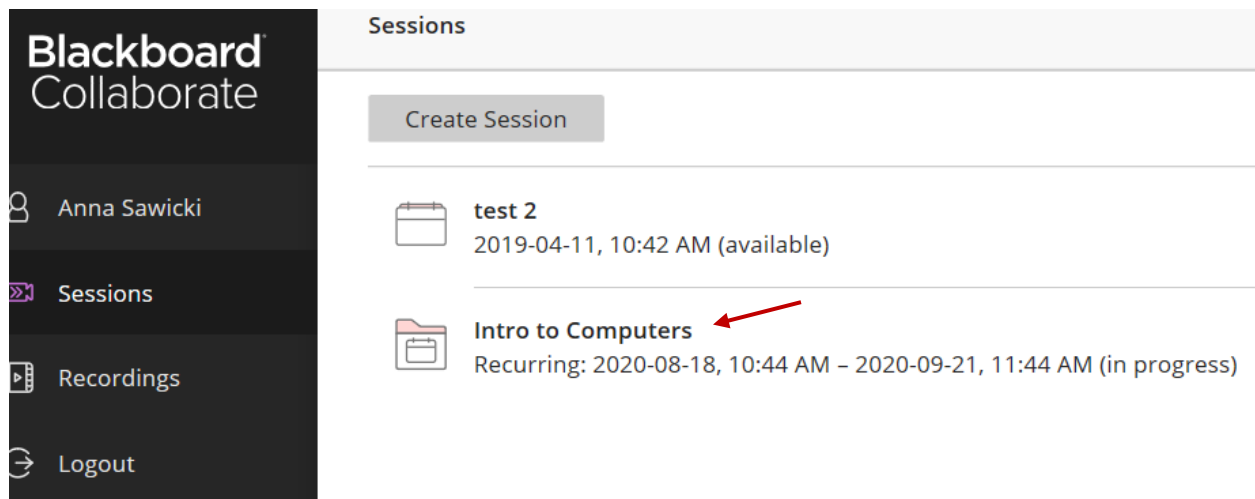 Blackboard
Collaborate
Anna Sawicki
Sessions
Recordings
Logout
Sessions
Create Session
test 2
2019-04-11, 10:42 AM (available)
Intro to Computers
Recurring: 2020-08-18, 10:44 AM – 2020-09-21, 11:44 AM (in progress)